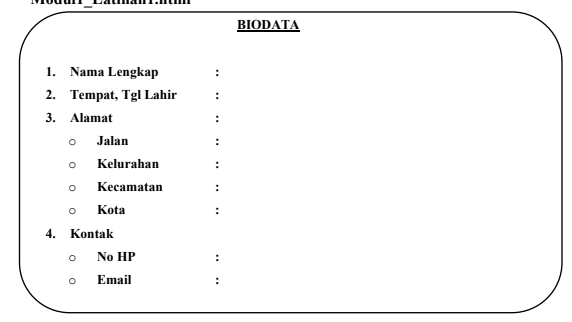 Modul1_Latihan1.html
BIODATA
1. Nama Lengkap :
2. Tempat, Tgl Lahir :
3. Alamat :
o Jalan :
o Kelurahan :
o Kecamatan :
o Kota :
4. Kontak
o No HP :
o Email :